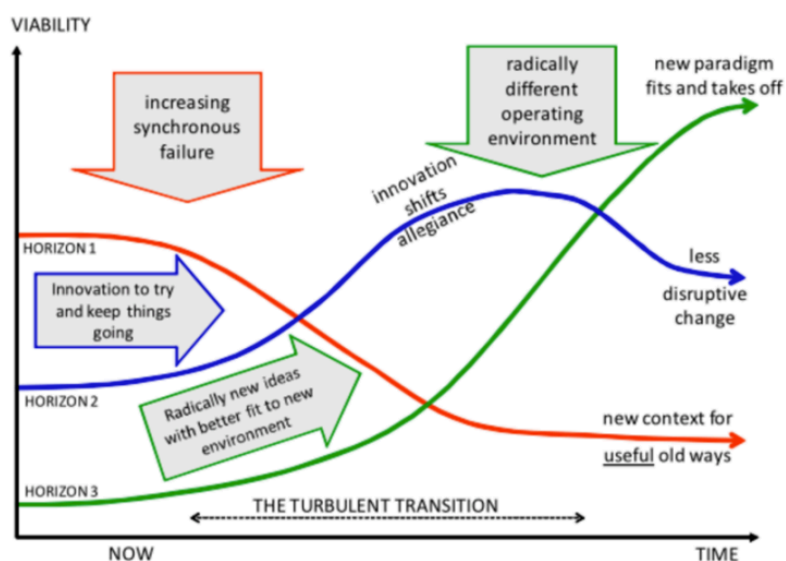 VIABILITY
increasing
synchronous
failure
radically
different
operating
environment
new paradigm
fits and takes off
innovation
shifts
allegiance
HORIZON 1
Innovation to try
and keep things
going
less
disruptive
change
HORIZON 2
Radically new ideas
with better fit to new
environment
new context for
useful old ways
HORIZON 3
THE TURBULENT TRANSITION
NOW
TIME